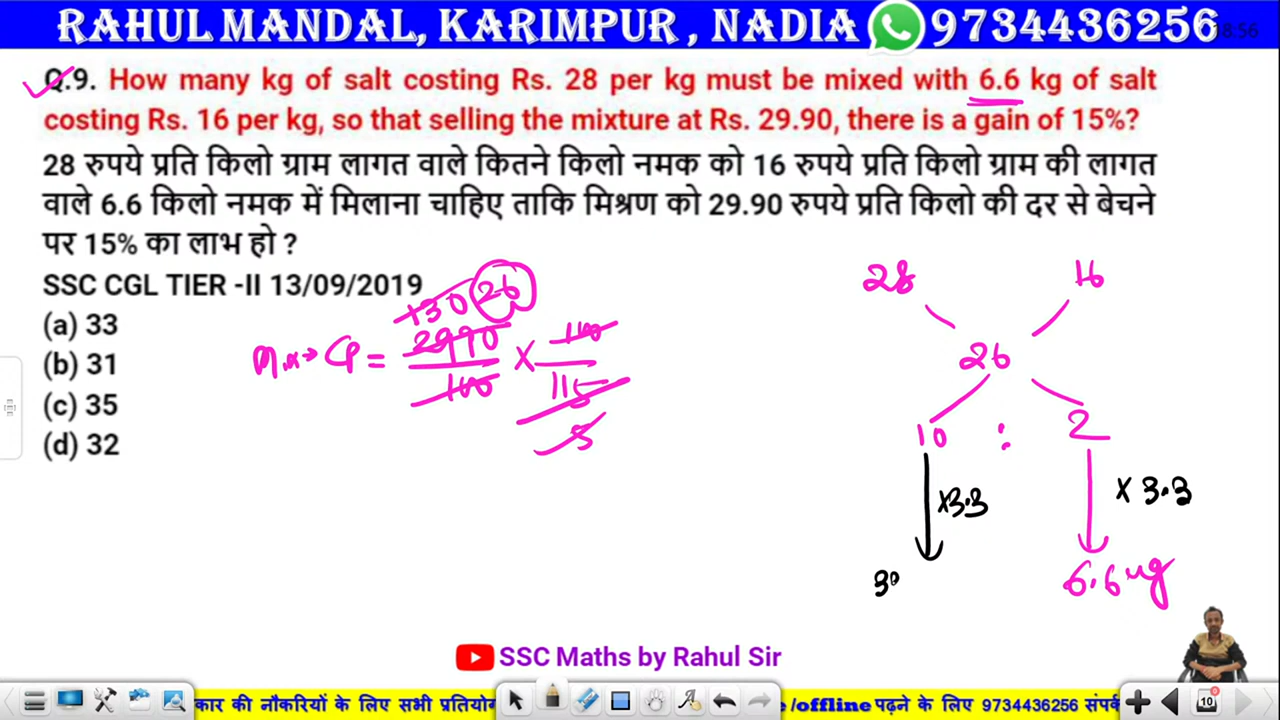 RAHUL MANDAL, KARIMPUR , NADIA 9734436256
Q.9. How many kg of salt costing Rs. 28 per kg must be mixed with 6.6 kg of salt
costing Rs. 16 per kg, so that selling the mixture at Rs. 29.90, there is a gain of 15%?
28 रुपये प्रति किलो ग्राम लागत वाले कितने किलो नमक को 16 रुपये प्रति किलो ग्राम की लागत
वाले 6.6 किलो नमक में मिलाना चाहिए ताकि मिश्रण को 29.90 रुपये प्रति किलो की दर से बेचने
पर 15% का लाभ हो ?
SSC CGL TIER -II 13/09/2019
(a) 33
(b) 31
(c) 35
(d) 32
130 26
CP = 2990/100 × 100/115
5
28 16
26
10 : 2
×3.3 × 3.3
6.6 kg
SSC Maths by Rahul Sir
कार की नौकरियों के लिए सभी प्रतियो
/offline पढ़ने के लिए 9734436256 संपर्क
10